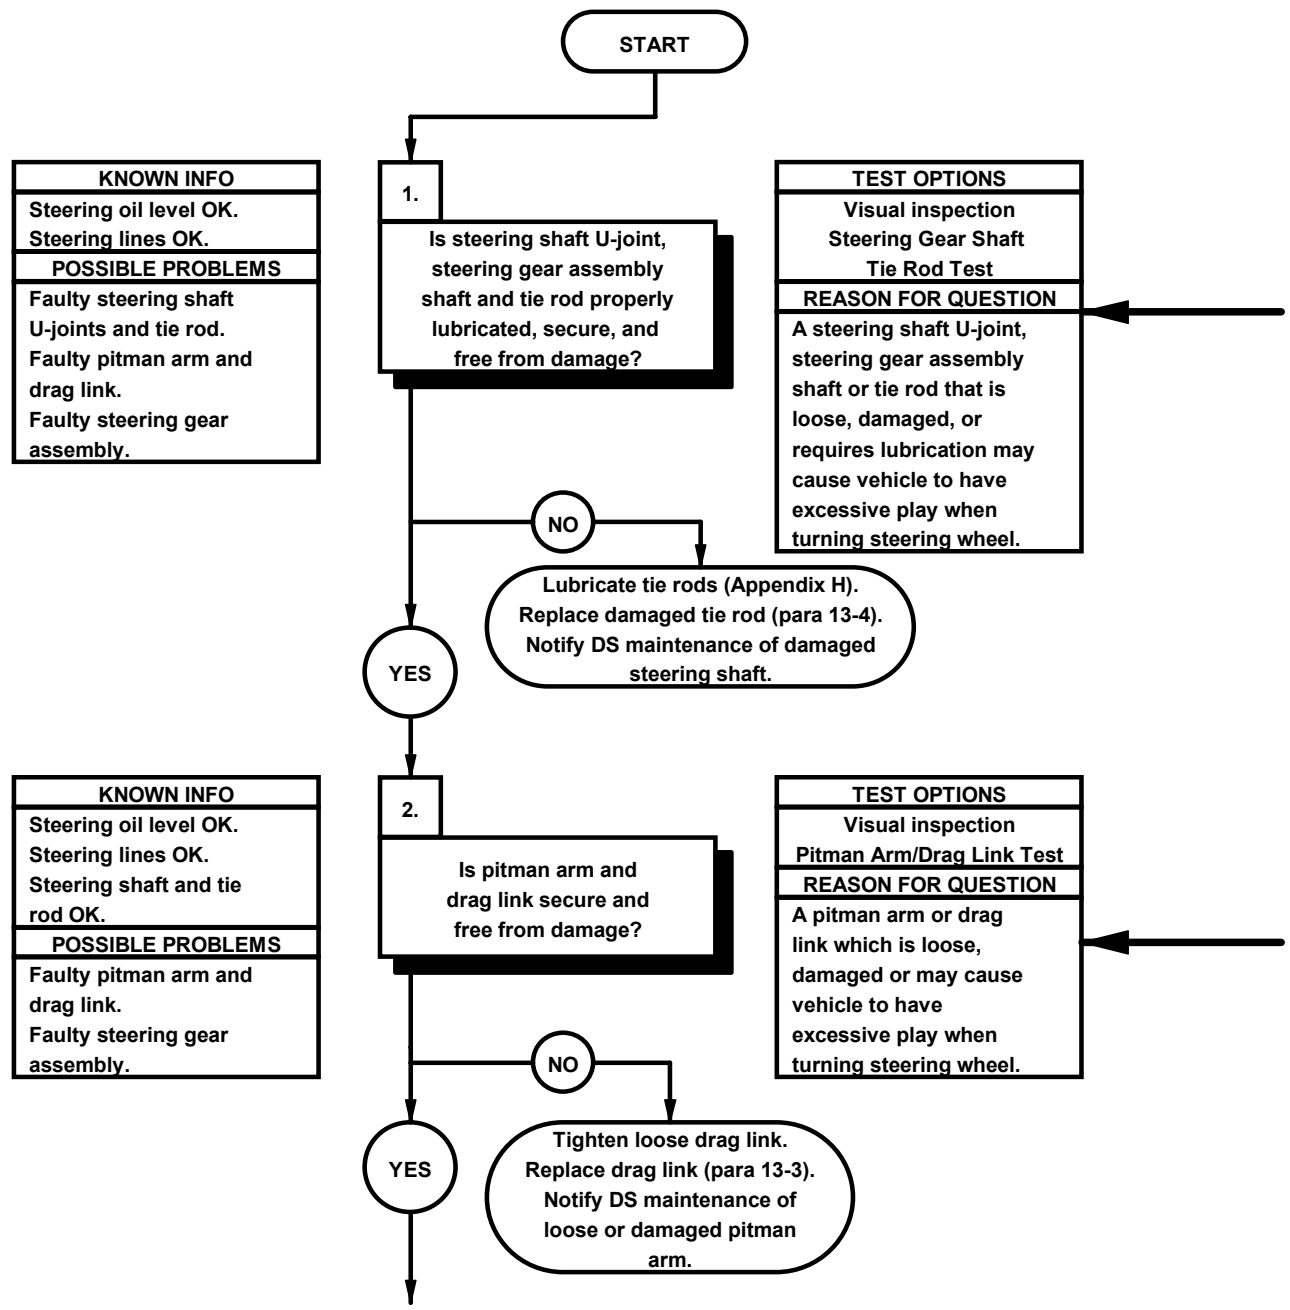 START
KNOWN INFO
Steering oil level OK.
Steering lines OK.
POSSIBLE PROBLEMS
Faulty steering shaft
U-joints and tie rod.
Faulty pitman arm and
drag link.
Faulty steering gear
assembly.
1.
Is steering shaft U-joint,
steering gear assembly
shaft and tie rod properly
lubricated, secure, and
free from damage?
TEST OPTIONS
Visual inspection
Steering Gear Shaft
Tie Rod Test
REASON FOR QUESTION
A steering shaft U-joint,
steering gear assembly
shaft or tie rod that is
loose, damaged, or
requires lubrication may
cause vehicle to have
excessive play when
turning steering wheel.
NO
Lubricate tie rods (Appendix H).
Replace damaged tie rod (para 13-4).
Notify DS maintenance of damaged
steering shaft.
YES
KNOWN INFO
Steering oil level OK.
Steering lines OK.
Steering shaft and tie
rod OK.
POSSIBLE PROBLEMS
Faulty pitman arm and
drag link.
Faulty steering gear
assembly.
2.
Is pitman arm and
drag link secure and
free from damage?
TEST OPTIONS
Visual inspection
Pitman Arm/Drag Link Test
REASON FOR QUESTION
A pitman arm or drag
link which is loose,
damaged or may cause
vehicle to have
excessive play when
turning steering wheel.
NO
Tighten loose drag link.
Replace drag link (para 13-3).
Notify DS maintenance of
loose or damaged pitman
arm.
YES